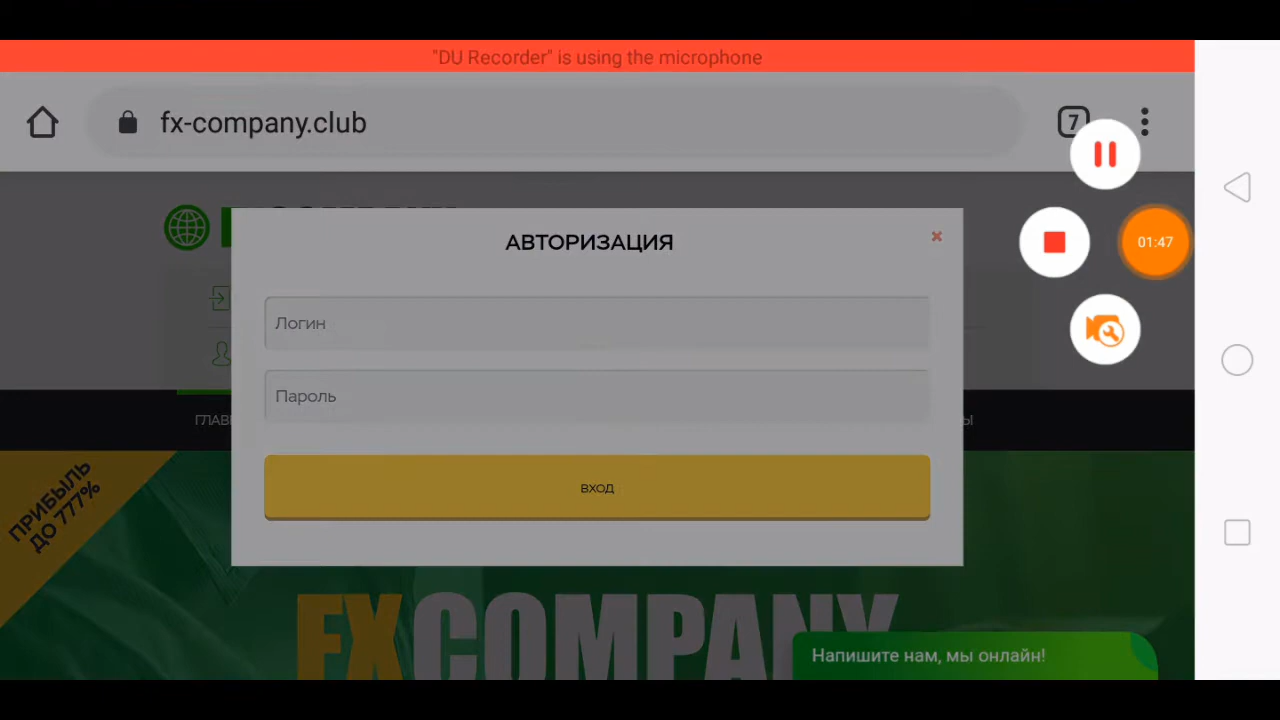 "DU Recorder" is using the microphone
fx-company.club
7
АВТОРИЗАЦИЯ
01:47
Логин
Пароль
ВХОД
ПРИБЫЛЬ
ДО 777%
FXCOMPANY
Напишите нам, мы онлайн!